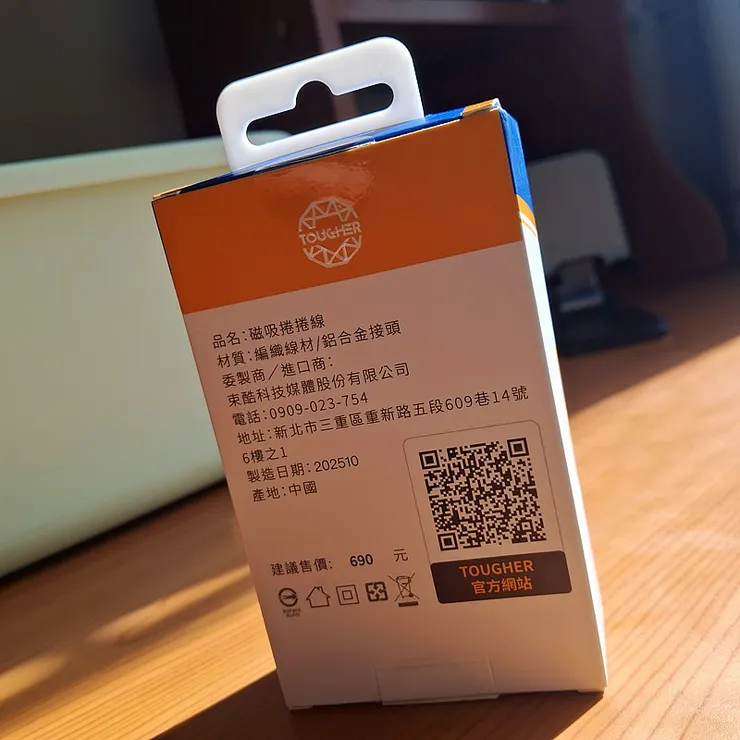 TOUGHER
品名:磁吸捲捲線
材質:編織線材/鋁合金接頭
委製商／進口商:
束酷科技媒體股份有限公司
電話:0909-023-754
地址:新北市三重區重新路五段609巷14號
6樓之1
製造日期:202510
產地:中國
建議售價: 690 元
TOUGHER
官方網站